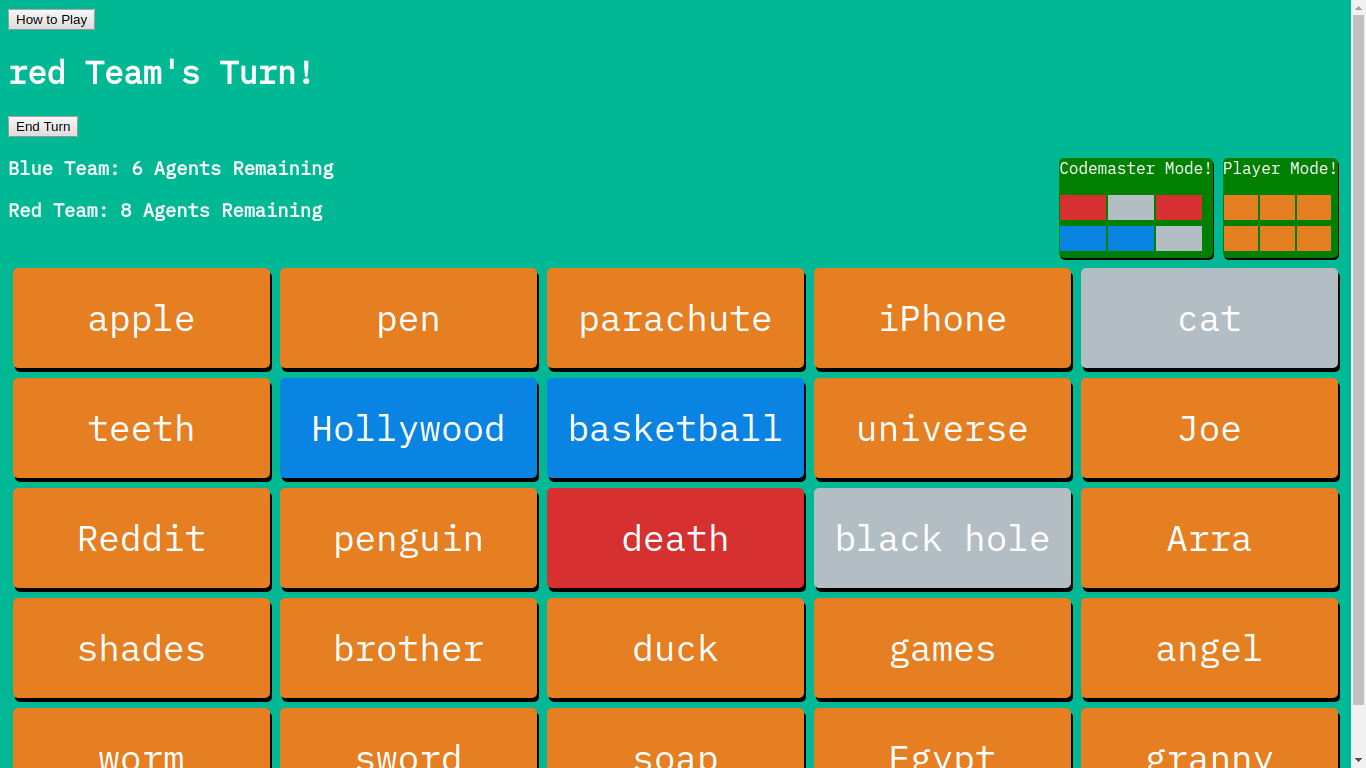 How to Play
red Team's Turn!
End Turn
Blue Team: 6 Agents Remaining
Red Team: 8 Agents Remaining
Codemaster Mode! Player Mode!
apple pen parachute iPhone cat
teeth Hollywood basketball universe Joe
Reddit penguin death black hole Arra
shades brother duck games angel
worm sword soap Egypt granny